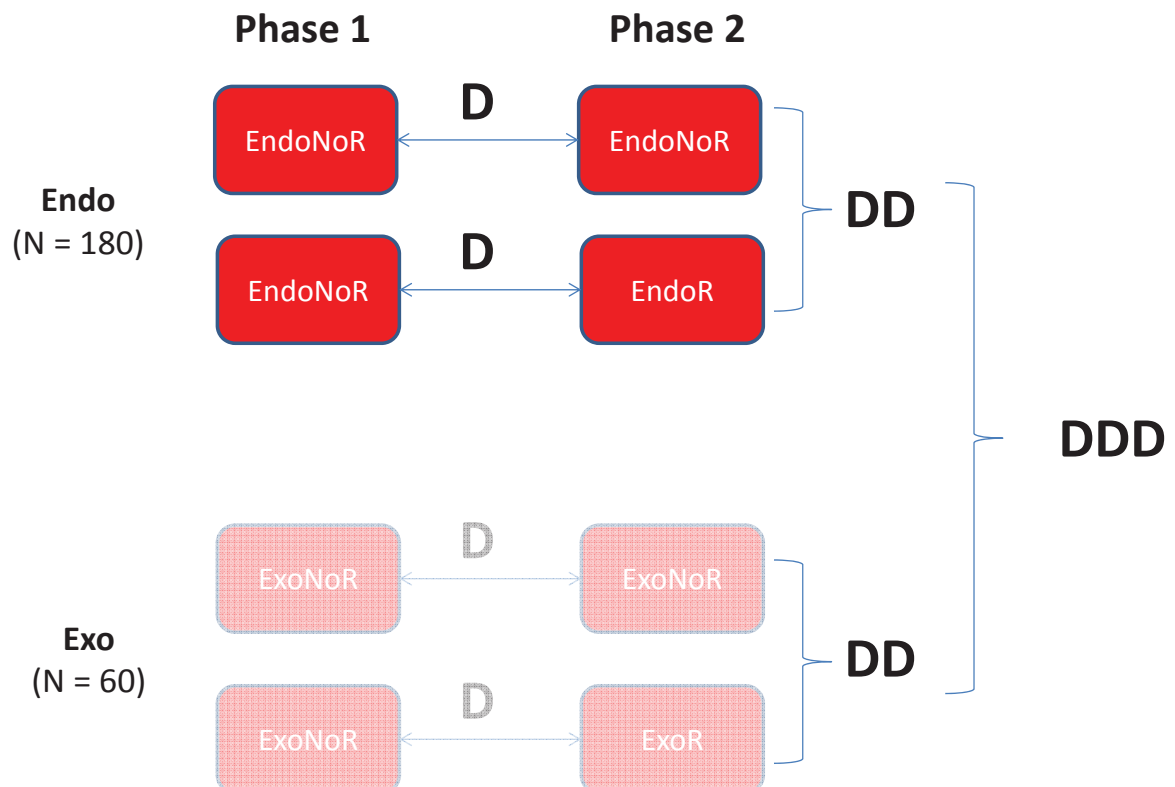 Phase 1 Phase 2
EndoNoR D EndoNoR
Endo
(N = 180)
DD
EndoNoR D EndoR
DDD
ExoNoR D ExoNoR
Exo
(N = 60)
DD
ExoNoR D ExoR